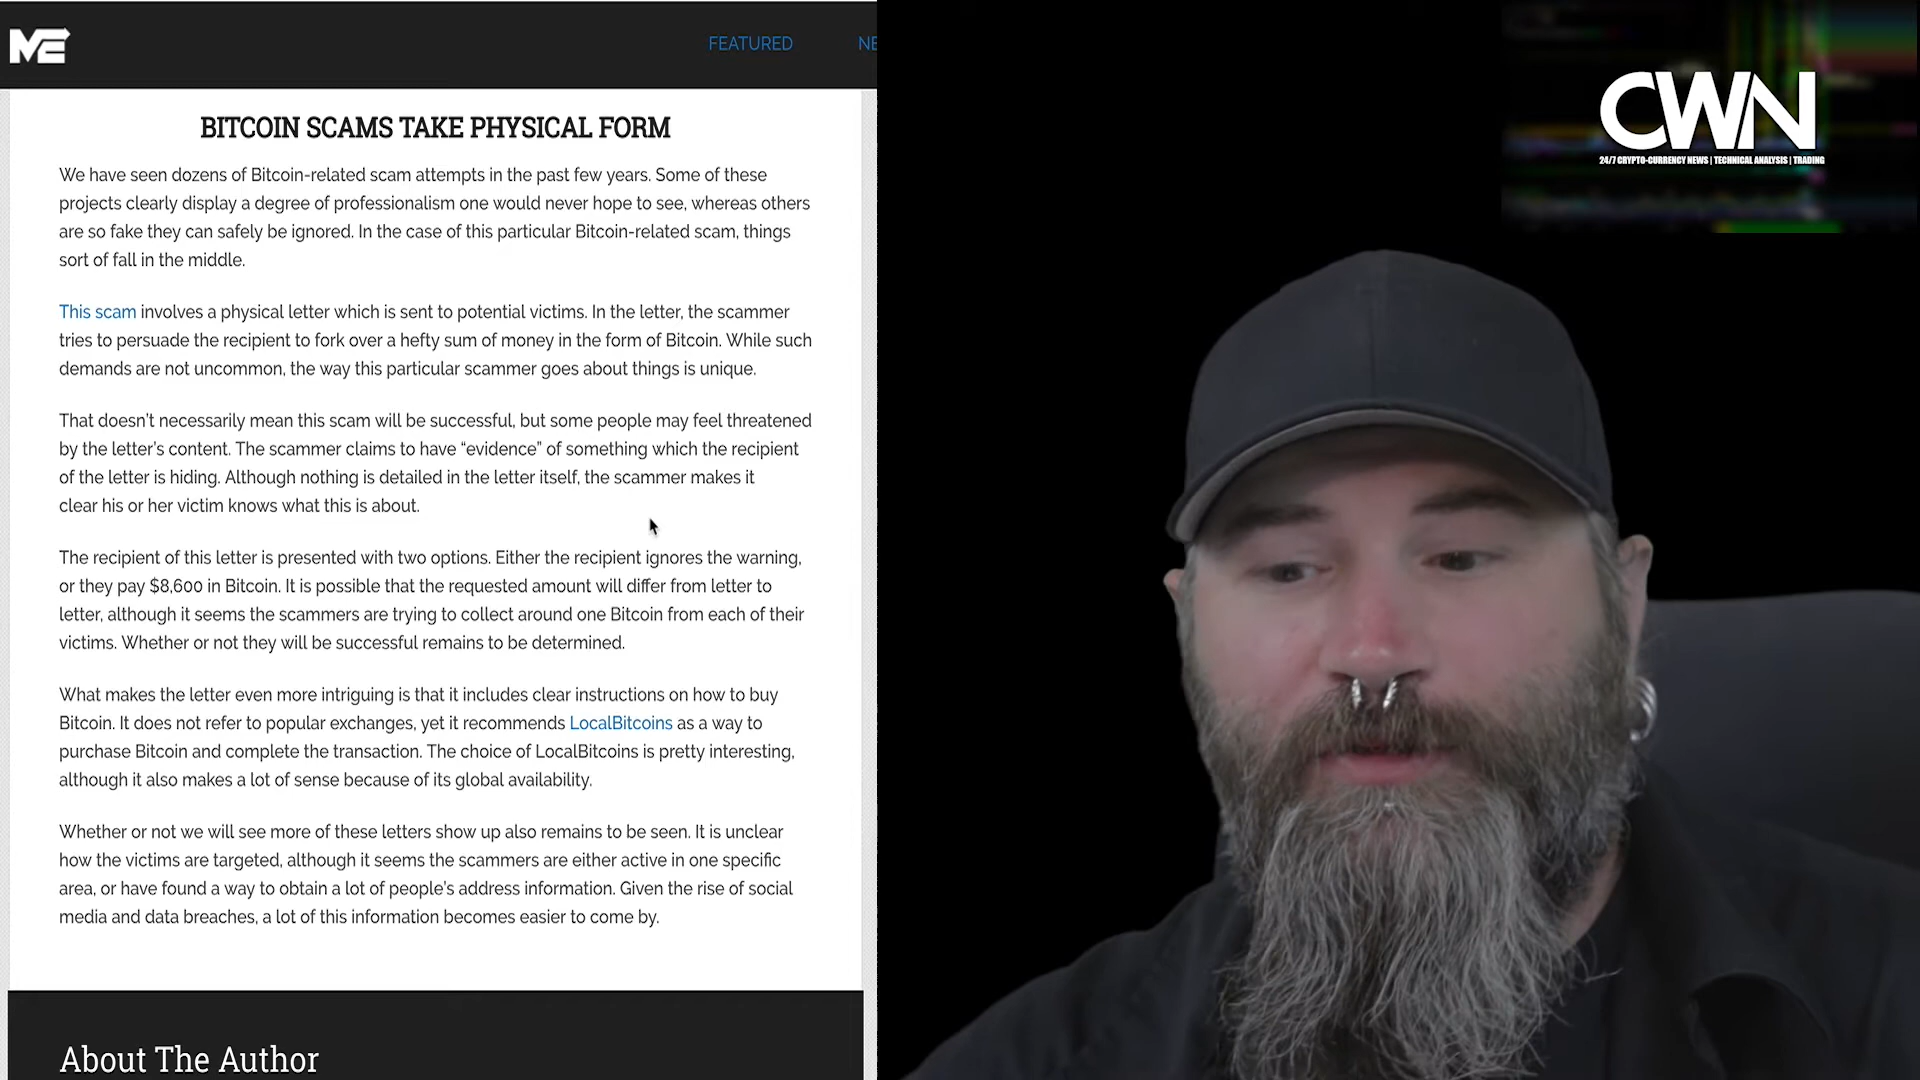 ME
FEATURED
NE
BITCOIN SCAMS TAKE PHYSICAL FORM
We have seen dozens of Bitcoin-related scam attempts in the past few years. Some of these
projects clearly display a degree of professionalism one would never hope to see, whereas others
are so fake they can safely be ignored. In the case of this particular Bitcoin-related scam, things
sort of fall in the middle.
This scam involves a physical letter which is sent to potential victims. In the letter, the scammer
tries to persuade the recipient to fork over a hefty sum of money in the form of Bitcoin. While such
demands are not uncommon, the way this particular scammer goes about things is unique.
That doesn’t necessarily mean this scam will be successful, but some people may feel threatened
by the letter’s content. The scammer claims to have “evidence” of something which the recipient
of the letter is hiding. Although nothing is detailed in the letter itself, the scammer makes it
clear his or her victim knows what this is about.
The recipient of this letter is presented with two options. Either the recipient ignores the warning,
or they pay $8,600 in Bitcoin. It is possible that the requested amount will differ from letter to
letter, although it seems the scammers are trying to collect around one Bitcoin from each of their
victims. Whether or not they will be successful remains to be determined.
What makes the letter even more intriguing is that it includes clear instructions on how to buy
Bitcoin. It does not refer to popular exchanges, yet it recommends LocalBitcoins as a way to
purchase Bitcoin and complete the transaction. The choice of LocalBitcoins is pretty interesting,
although it also makes a lot of sense because of its global availability.
Whether or not we will see more of these letters show up also remains to be seen. It is unclear
how the victims are targeted, although it seems the scammers are either active in one specific
area, or have found a way to obtain a lot of people’s address information. Given the rise of social
media and data breaches, a lot of this information becomes easier to come by.
About The Author
CWN
24/7 CRYPTO-CURRENCY NEWS | TECHNICAL ANALYSIS | TRADING